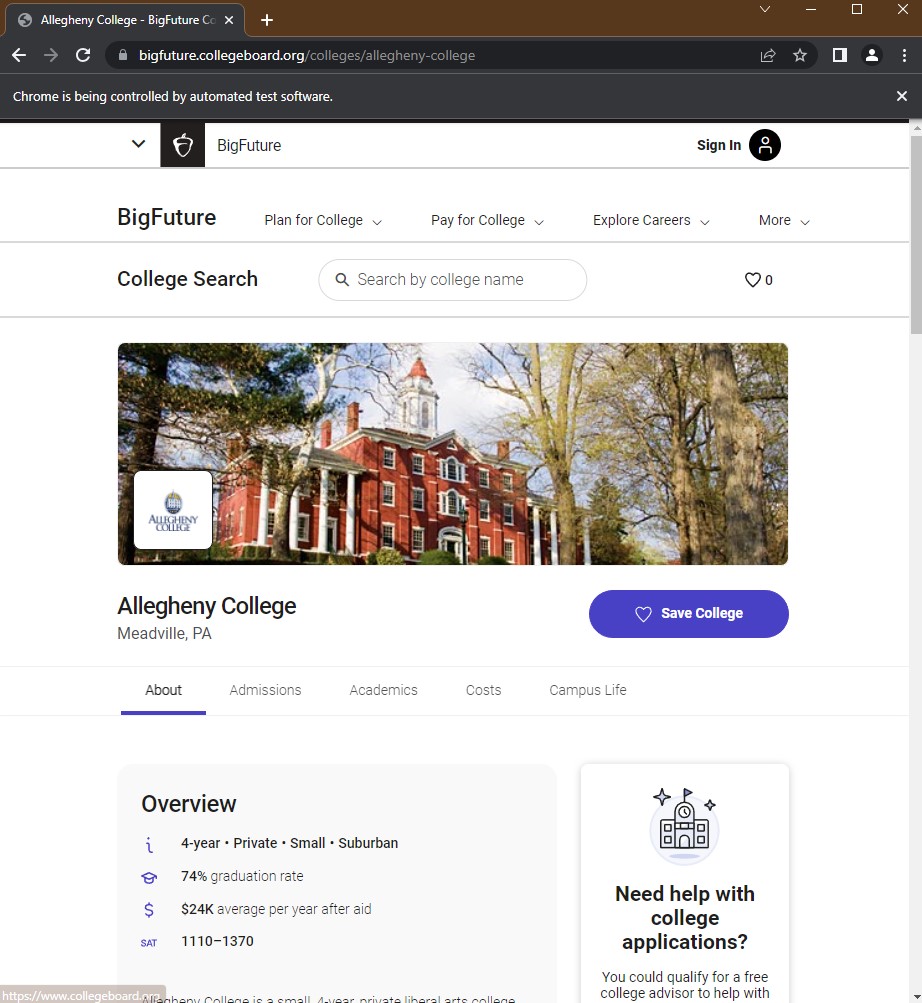 Allegheny College - BigFuture Co
bigfuture.collegeboard.org/colleges/allegheny-college
Chrome is being controlled by automated test software.
BigFuture
Sign In
BigFuture
Plan for College
Pay for College
Explore Careers
More
College Search
Search by college name
0
ALLEGHENY
COLLEGE
Allegheny College
Meadville, PA
Save College
About
Admissions
Academics
Costs
Campus Life
Overview
4-year • Private • Small • Suburban
74% graduation rate
$24K average per year after aid
SAT
1110–1370
Allegheny College is a small, 4-year, private liberal arts college
Need help with
college
applications?
You could qualify for a free
college advisor to help with
https://www.collegeboard.org